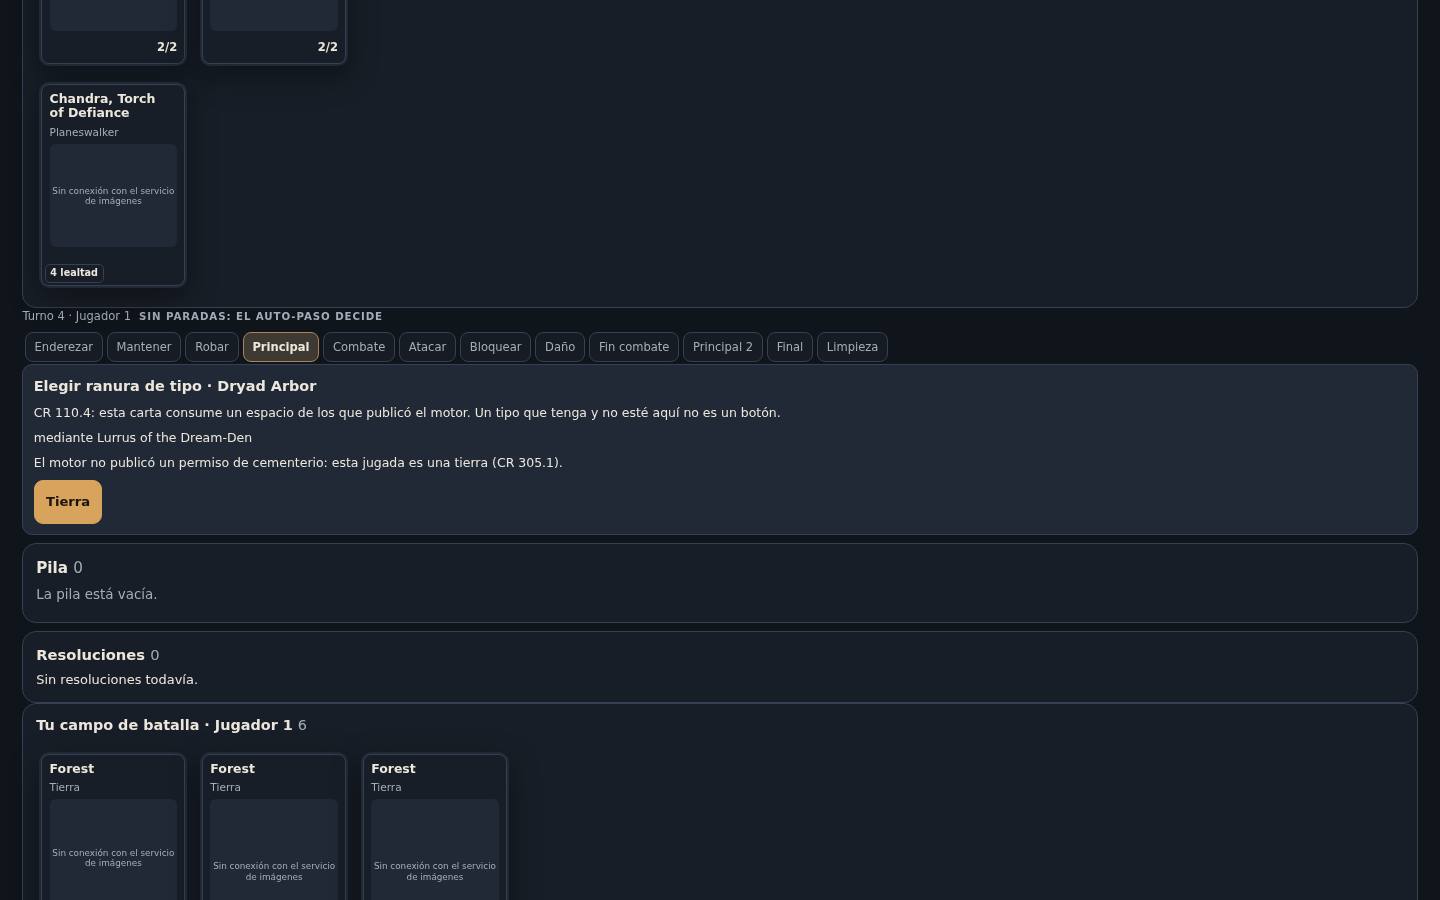 2/2
2/2
Chandra, Torch
of Defiance
Planeswalker
Sin conexión con el servicio
de imágenes
4 lealtad
Turno 4 · Jugador 1 SIN PARADAS: EL AUTO-PASO DECIDE
Enderezar Mantener Robar Principal Combate Atacar Bloquear Daño Fin combate Principal 2 Final Limpieza
Elegir ranura de tipo · Dryad Arbor
CR 110.4: esta carta consume un espacio de los que publicó el motor. Un tipo que tenga y no esté aquí no es un botón.
mediante Lurrus of the Dream-Den
El motor no publicó un permiso de cementerio: esta jugada es una tierra (CR 305.1).
Tierra
Pila 0
La pila está vacía.
Resoluciones 0
Sin resoluciones todavía.
Tu campo de batalla · Jugador 1 6
Forest
Tierra
Sin conexión con el servicio
de imágenes
Forest
Tierra
Sin conexión con el servicio
de imágenes
Forest
Tierra
Sin conexión con el servicio
de imágenes